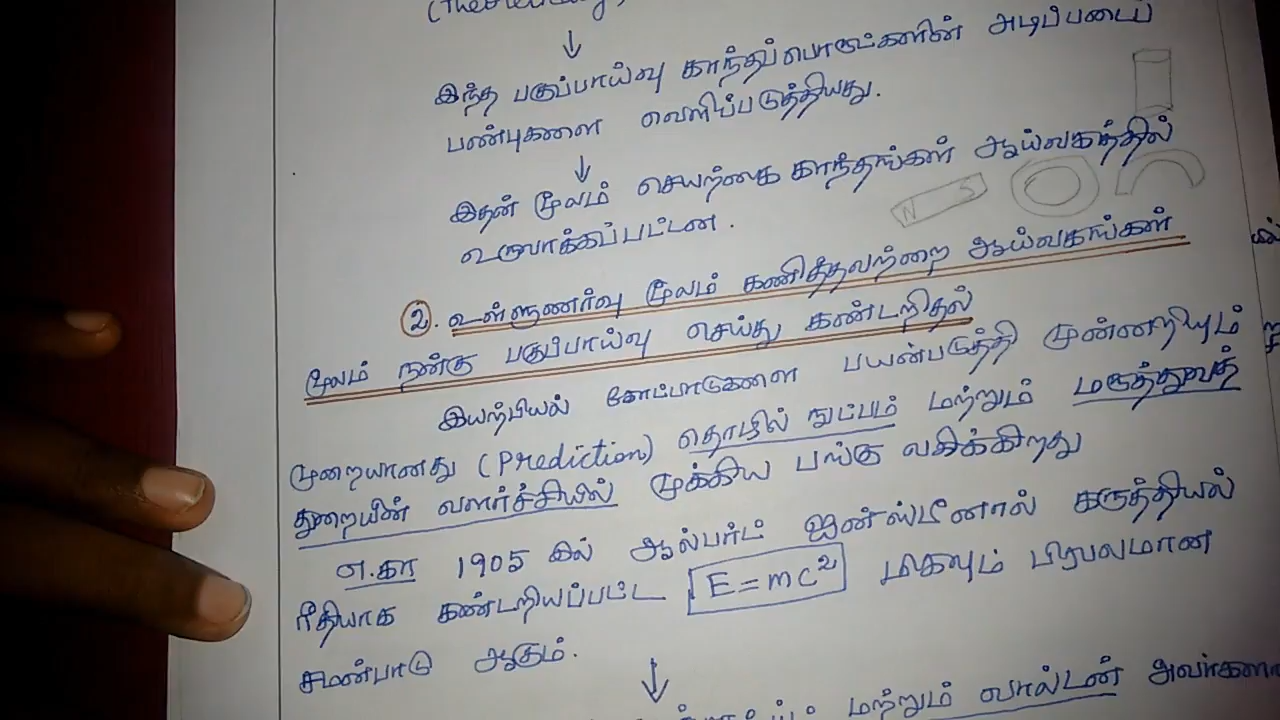 இந்த பகுப்பாய்வு காந்தப்பொருட்களின் அடிப்படைப்
பண்புகளை வெளிப்படுத்தியது.
இதன் மூலம் செயற்கை காந்தங்கள் ஆய்வகத்தில்
உருவாக்கப்பட்டன.
N S
2. உள்ளுணர்வு மூலம் கணித்தவற்றை ஆய்வகங்கள்
மூலம் நன்கு பகுப்பாய்வு செய்து கண்டறிதல்
இயற்பியல் கோட்பாடுகளை பயன்படுத்தி முன்னறியும்
முறையானது (Prediction) தொழில் நுட்பம் மற்றும் மருத்துவத்
துறையின் வளர்ச்சியில் முக்கிய பங்கு வகிக்கிறது
எ.கா 1905 இல் ஆல்பர்ட் ஐன்ஸ்டீனால் கருத்தியல்
ரீதியாக கண்டறியப்பட்ட E = mc² மிகவும் பிரபலமான
சமன்பாடு ஆகும்.
மற்றும் வால்டன்